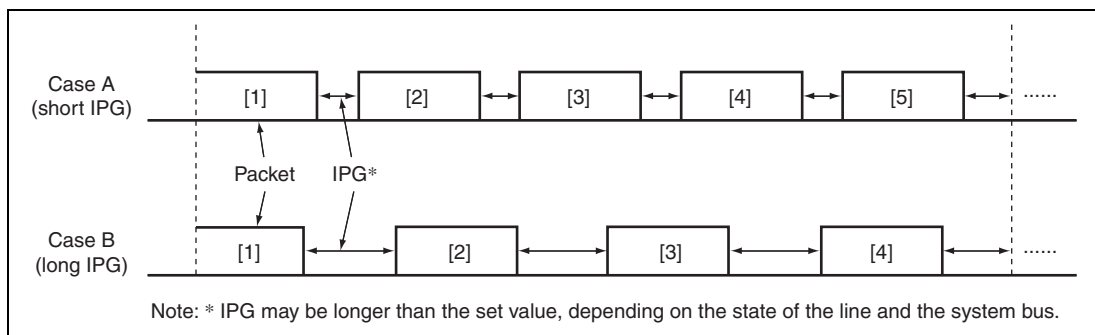 Case A
(short IPG)
[1] [2] [3] [4] [5] ......
Packet IPG*
Case B
(long IPG)
[1] [2] [3] [4] ......
Note: * IPG may be longer than the set value, depending on the state of the line and the system bus.